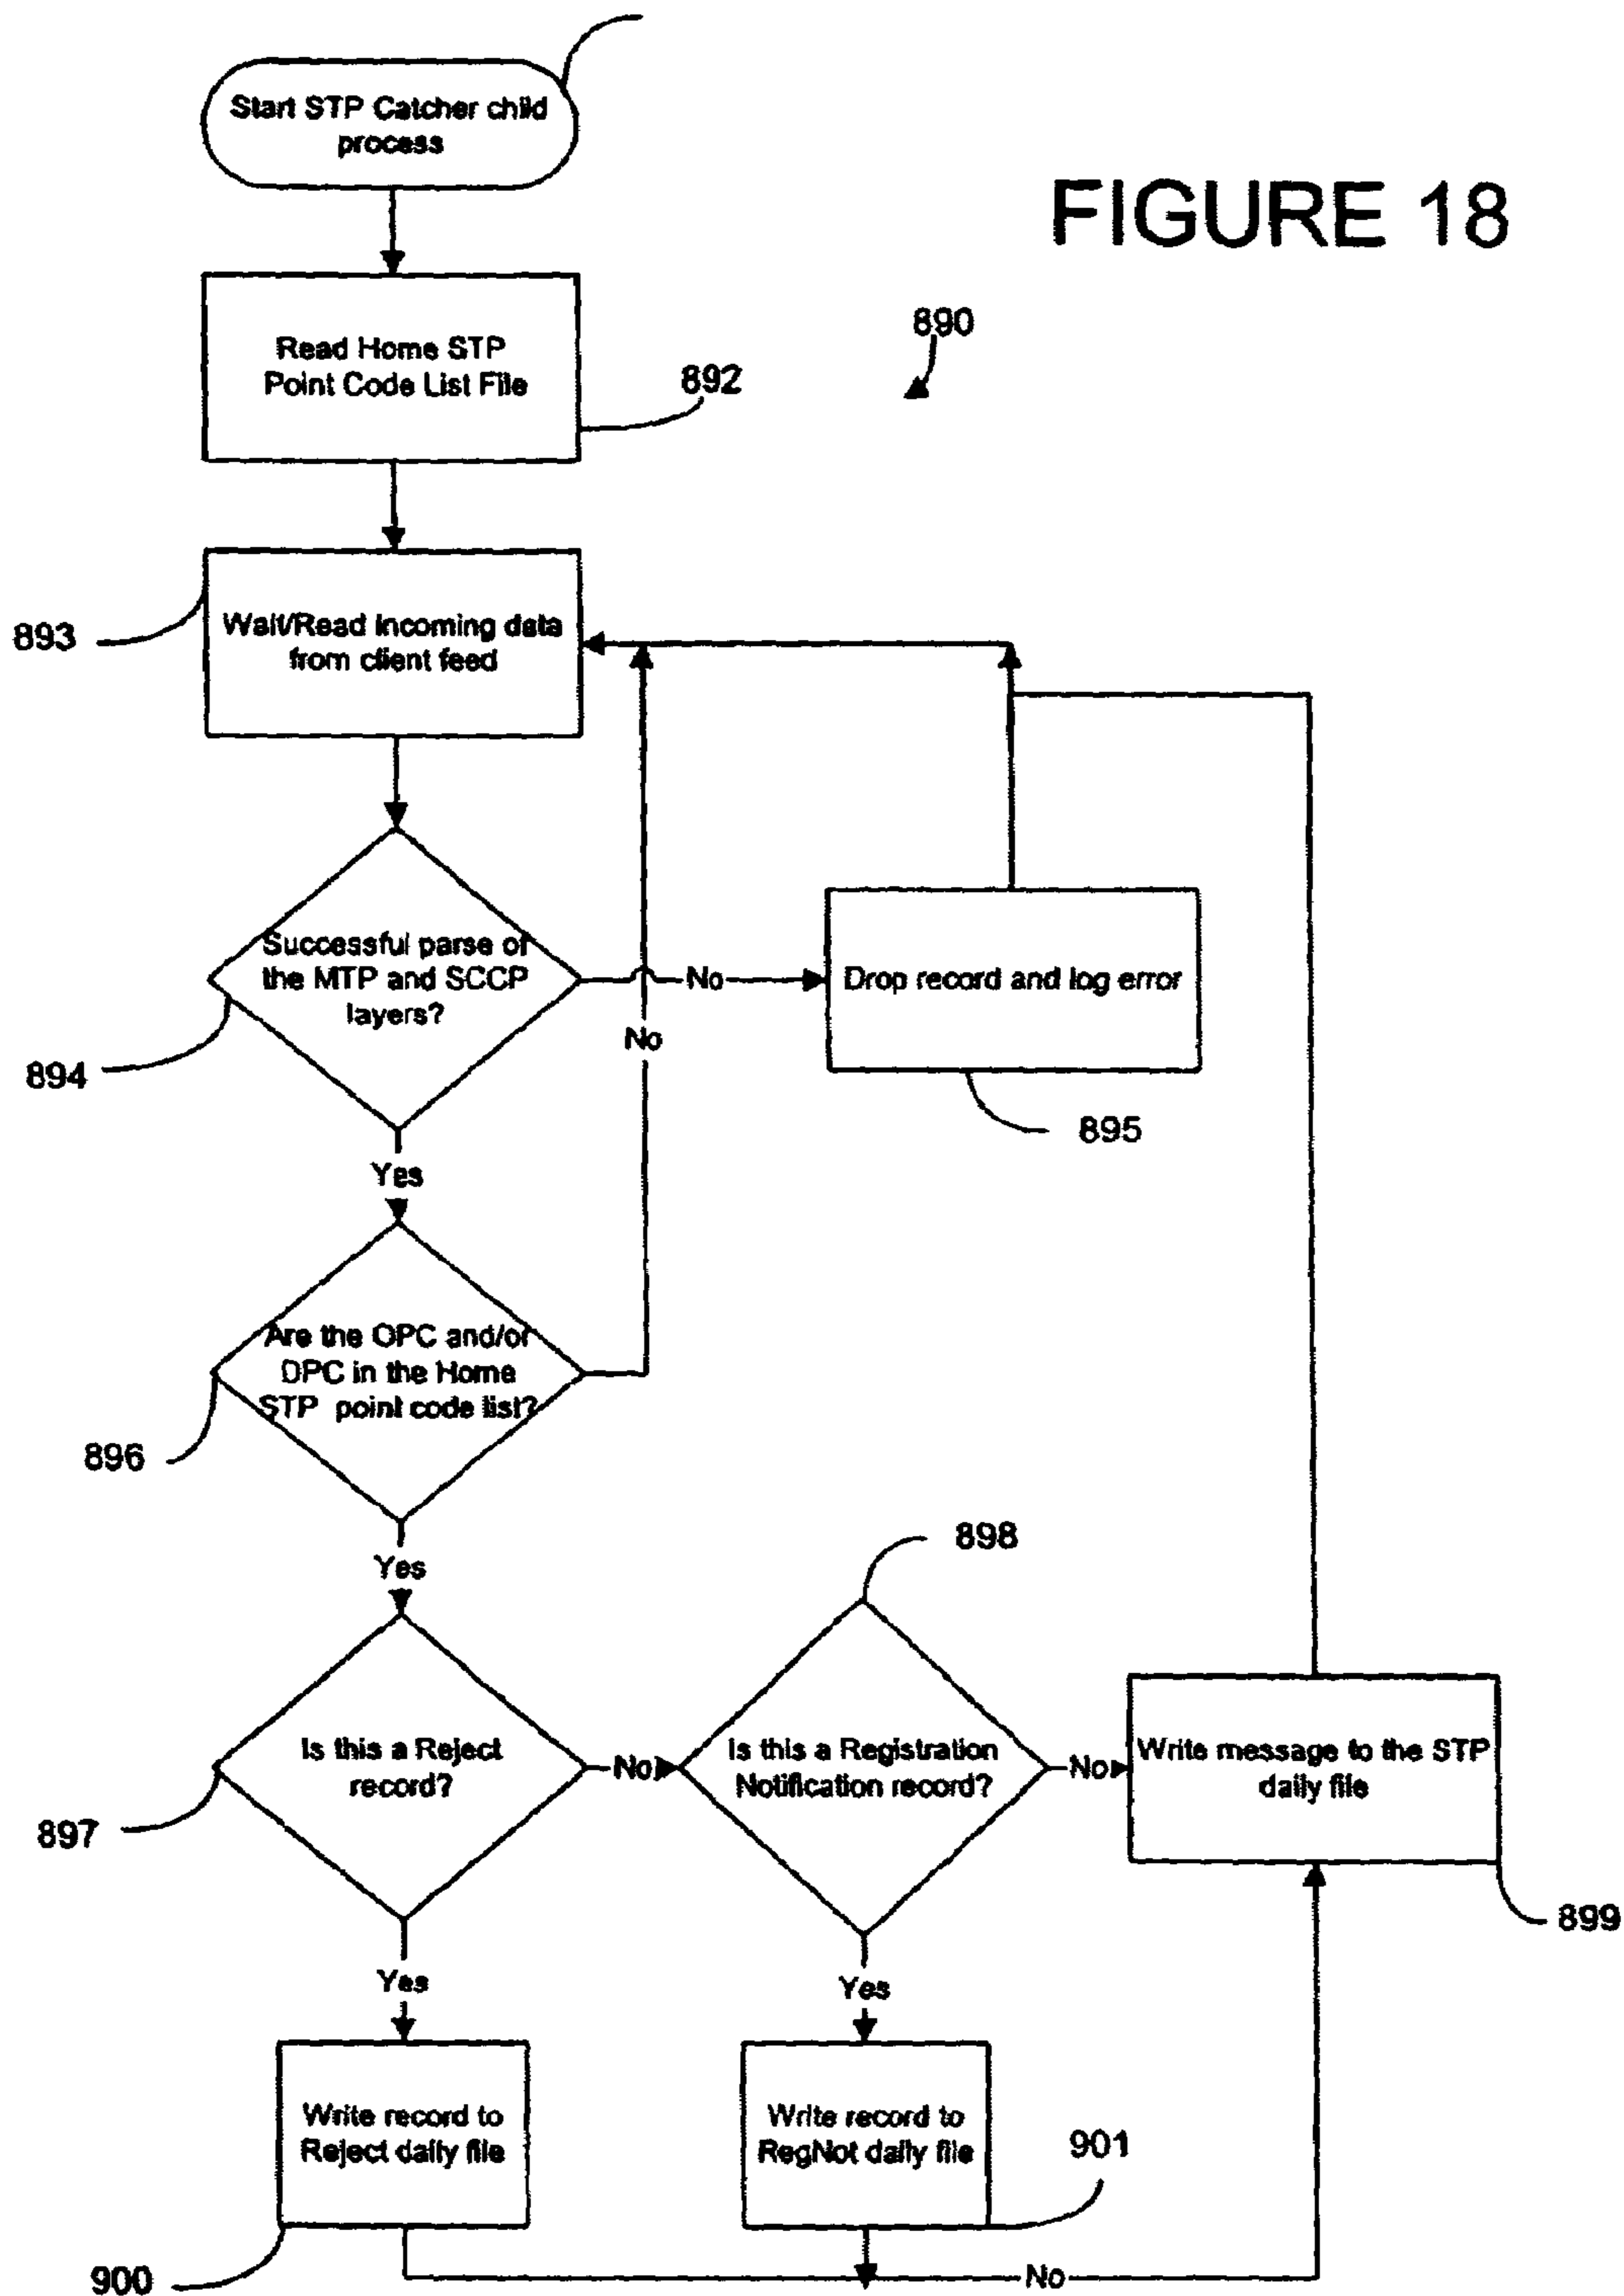 Start STP Catcher child
process
FIGURE 18
Read Home STP
Point Code List File
890
892
Wait/Read incoming data
from client feed
893
Successful parse of
the MTP and SCCP
layers?
No
Drop record and log error
No
894
895
Yes
Are the OPC and/or
DPC in the Home
STP point code list?
896
Yes
898
Is this a Reject
record?
No
Is this a Registration
Notification record?
No
Write message to the STP
daily file
897
899
Yes
Yes
Write record to
Reject daily file
Write record to
RegNot daily file
901
900
No